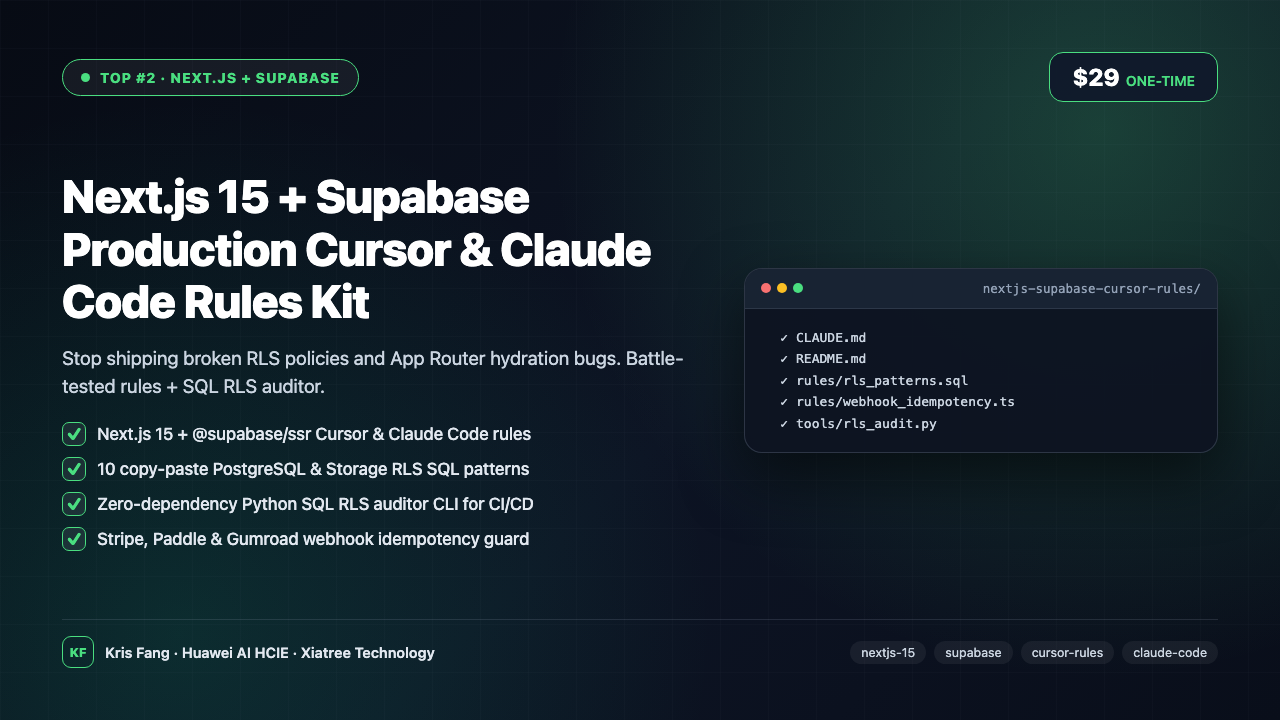 TOP #2 · NEXT.JS + SUPABASE
$29 ONE-TIME
Next.js 15 + Supabase
Production Cursor & Claude
Code Rules Kit
Stop shipping broken RLS policies and App Router hydration bugs. Battle-
tested rules + SQL RLS auditor.
Next.js 15 + @supabase/ssr Cursor & Claude Code rules
10 copy-paste PostgreSQL & Storage RLS SQL patterns
Zero-dependency Python SQL RLS auditor CLI for CI/CD
Stripe, Paddle & Gumroad webhook idempotency guard
nextjs-supabase-cursor-rules/
✓ CLAUDE.md
✓ README.md
✓ rules/rls_patterns.sql
✓ rules/webhook_idempotency.ts
✓ tools/rls_audit.py
KF
Kris Fang · Huawei AI HCIE · Xiatree Technology
nextjs-15
supabase
cursor-rules
claude-code